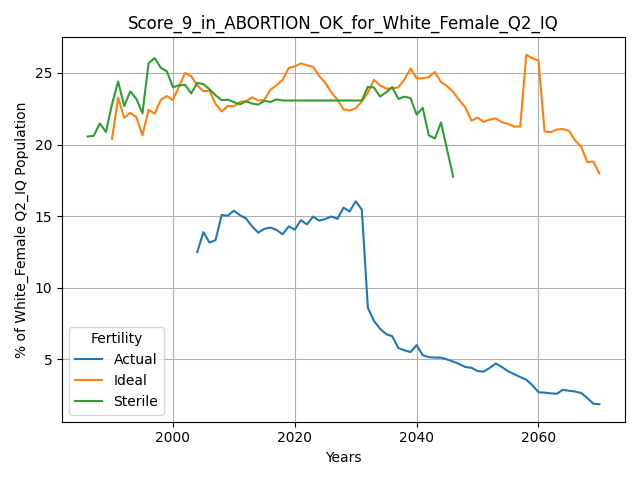 Score_9_in_ABORTION_OK_for_White_Female_Q2_IQ
% of White_Female Q2_IQ Population
25
20
15
10
5
Fertility
Actual
Ideal
Sterile
2000 2020 2040 2060
Years